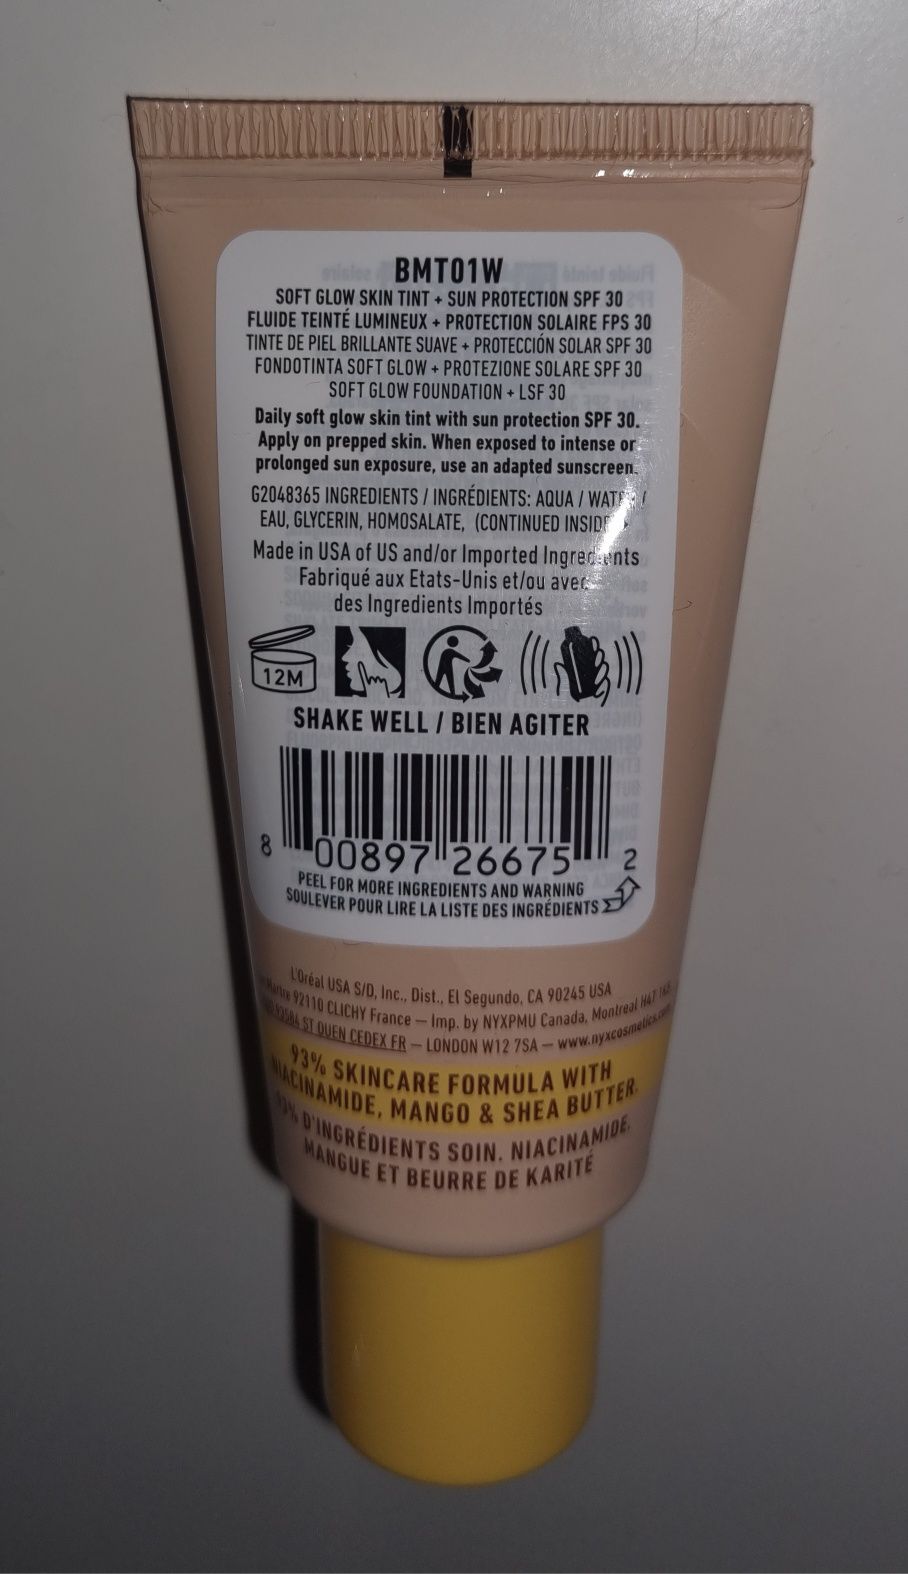 BMT01W
SOFT GLOW SKIN TINT + SUN PROTECTION SPF 30
FLUIDE TEINTÉ LUMINEUX + PROTECTION SOLAIRE FPS 30
TINTE DE PIEL BRILLANTE SUAVE + PROTECCIÓN SOLAR SPF 30
FONDOTINTA SOFT GLOW + PROTEZIONE SOLARE SPF 30
SOFT GLOW FOUNDATION + LSF 30
Daily soft glow skin tint with sun protection SPF 30.
Apply on prepped skin. When exposed to intense or
prolonged sun exposure, use an adapted sunscreen.
G2048365 INGREDIENTS / INGRÉDIENTS: AQUA / WATER /
EAU, GLYCERIN, HOMOSALATE, (CONTINUED INSIDE
Made in USA of US and/or Imported Ingredients
Fabriqué aux Etats-Unis et/ou avec
des Ingredients Importés
12M
SHAKE WELL / BIEN AGITER
8 00897 26675 2
PEEL FOR MORE INGREDIENTS AND WARNING
SOULEVER POUR LIRE LA LISTE DES INGRÉDIENTS
L'Oréal USA S/D, Inc., Dist., El Segundo, CA 90245 USA
92110 CLICHY France — Imp. by NYXPMU Canada, Montreal H4T
93584 ST OUEN CEDEX FR — LONDON W12 7SA — www.nyxcosmetics.com
93% SKINCARE FORMULA WITH
NIACINAMIDE, MANGO & SHEA BUTTER.
93% D'INGRÉDIENTS SOIN. NIACINAMIDE,
MANGUE ET BEURRE DE KARITÉ